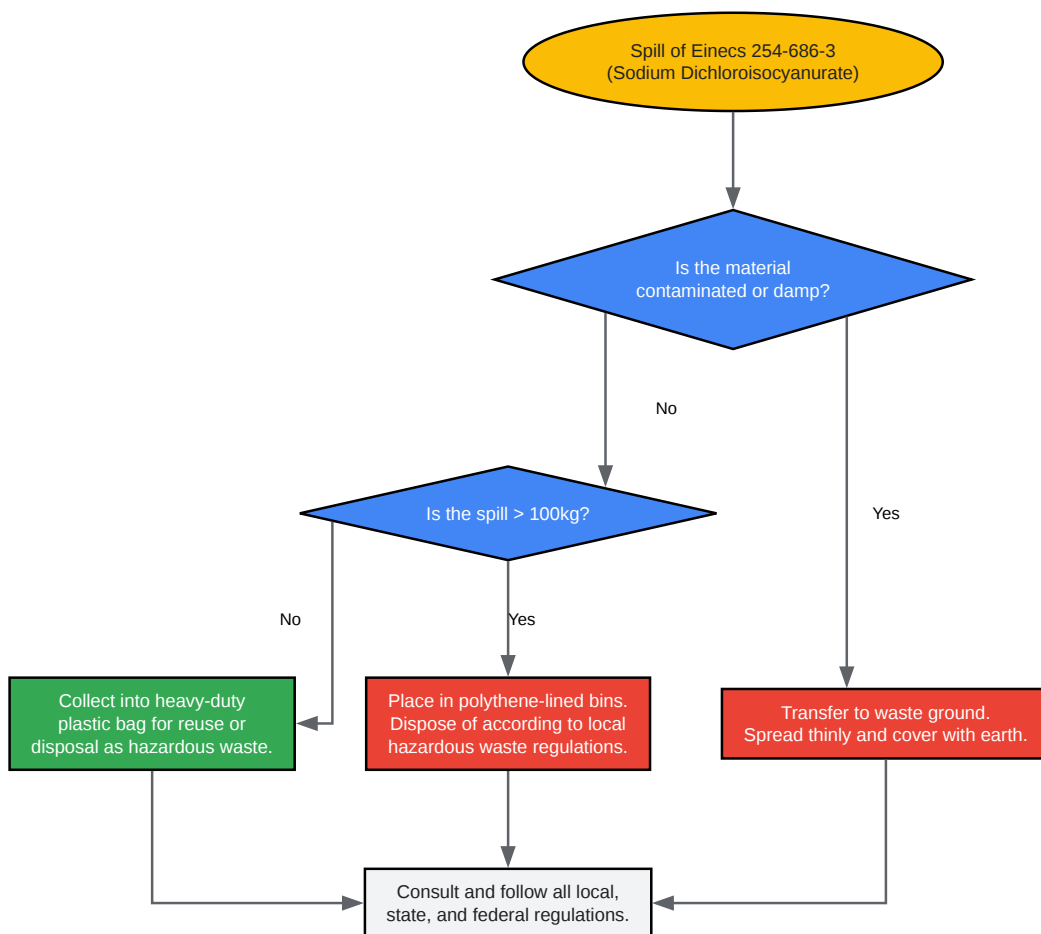 Spill of Einecs 254-686-3
(Sodium Dichloroisocyanurate)
Is the material
contaminated or damp?
No
Yes
Is the spill > 100kg?
No
Yes
Collect into heavy-duty
plastic bag for reuse or
disposal as hazardous waste.
Place in polythene-lined bins.
Dispose of according to local
hazardous waste regulations.
Transfer to waste ground.
Spread thinly and cover with earth.
Consult and follow all local,
state, and federal regulations.